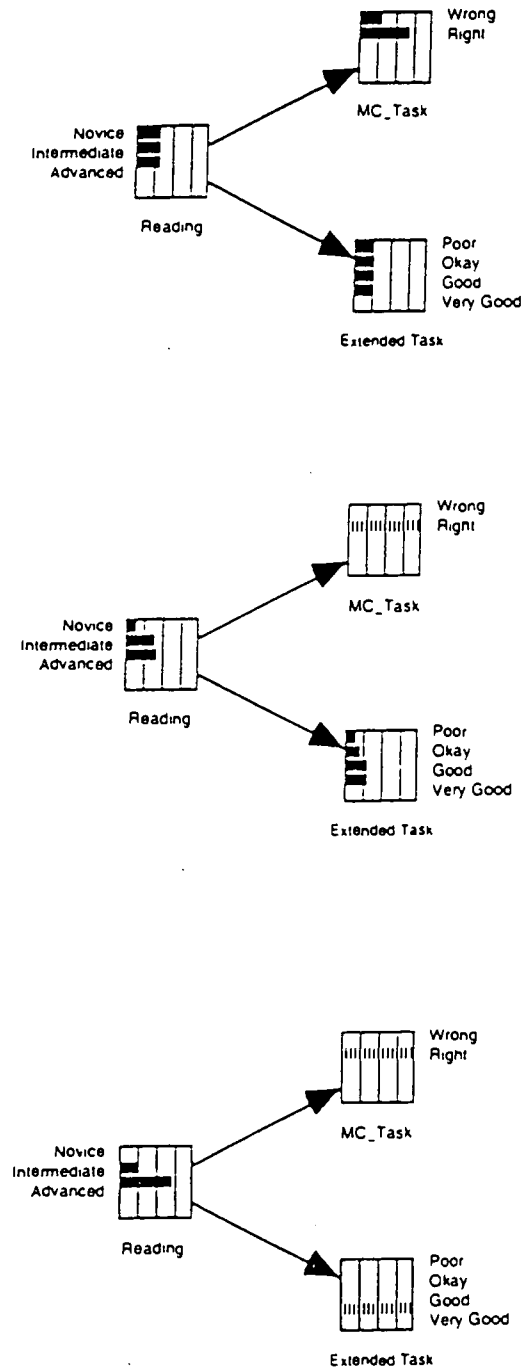 Wrong
Right
MC_Task
Novice
Intermediate
Advanced
Reading
Poor
Okay
Good
Very Good
Extended Task
Wrong
Right
MC_Task
Novice
Intermediate
Advanced
Reading
Poor
Okay
Good
Very Good
Extended Task
Wrong
Right
MC_Task
Novice
Intermediate
Advanced
Reading
Poor
Okay
Good
Very Good
Extended Task